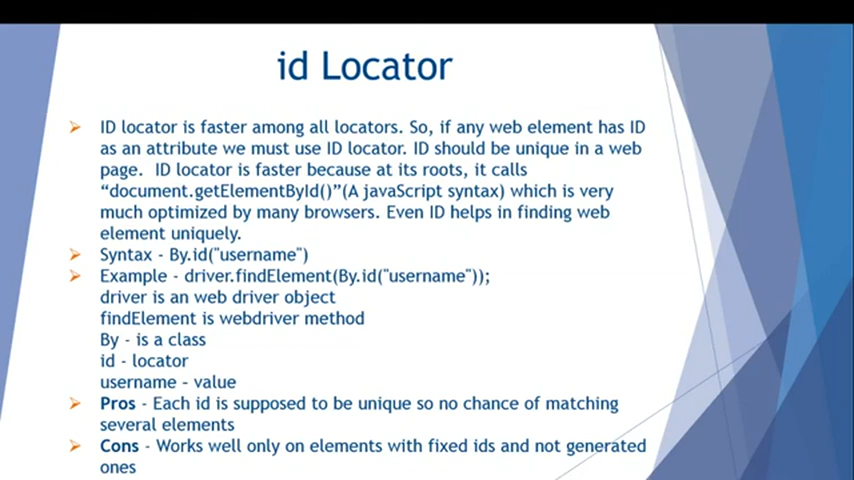 id Locator
ID locator is faster among all locators. So, if any web element has ID
as an attribute we must use ID locator. ID should be unique in a web
page. ID locator is faster because at its roots, it calls
“document.getElementById()”(A javaScript syntax) which is very
much optimized by many browsers. Even ID helps in finding web
element uniquely.
Syntax - By.id("username")
Example - driver.findElement(By.id("username"));
driver is an web driver object
findElement is webdriver method
By - is a class
id - locator
username – value
Pros - Each id is supposed to be unique so no chance of matching
several elements
Cons - Works well only on elements with fixed ids and not generated
ones